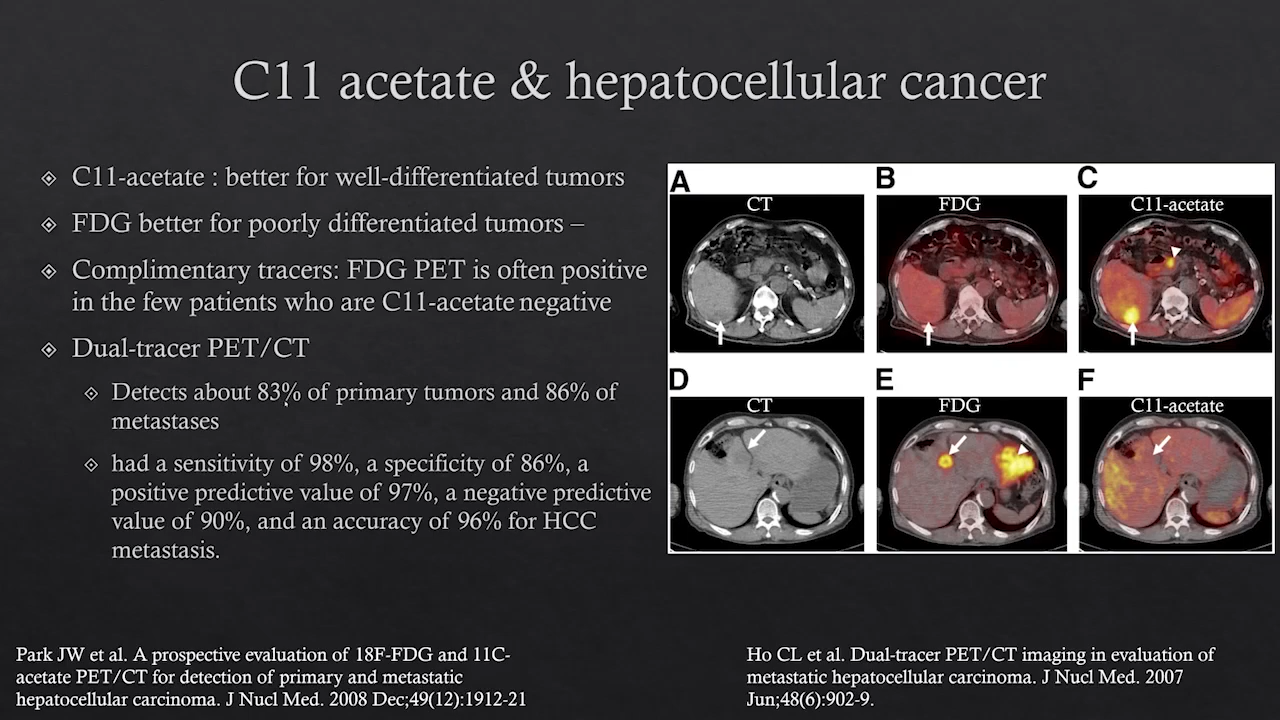 C11 acetate & hepatocellular cancer
C11-acetate : better for well-differentiated tumors
FDG better for poorly differentiated tumors –
Complimentary tracers: FDG PET is often positive
in the few patients who are C11-acetate negative
Dual-tracer PET/CT
Detects about 83% of primary tumors and 86% of
metastases
had a sensitivity of 98%, a specificity of 86%, a
positive predictive value of 97%, a negative predictive
value of 90%, and an accuracy of 96% for HCC
metastasis.
A
CT
B
FDG
C
C11-acetate
D
CT
E
FDG
F
C11-acetate
Park JW et al. A prospective evaluation of 18F-FDG and 11C-
acetate PET/CT for detection of primary and metastatic
hepatocellular carcinoma. J Nucl Med. 2008 Dec;49(12):1912-21
Ho CL et al. Dual-tracer PET/CT imaging in evaluation of
metastatic hepatocellular carcinoma. J Nucl Med. 2007
Jun;48(6):902-9.